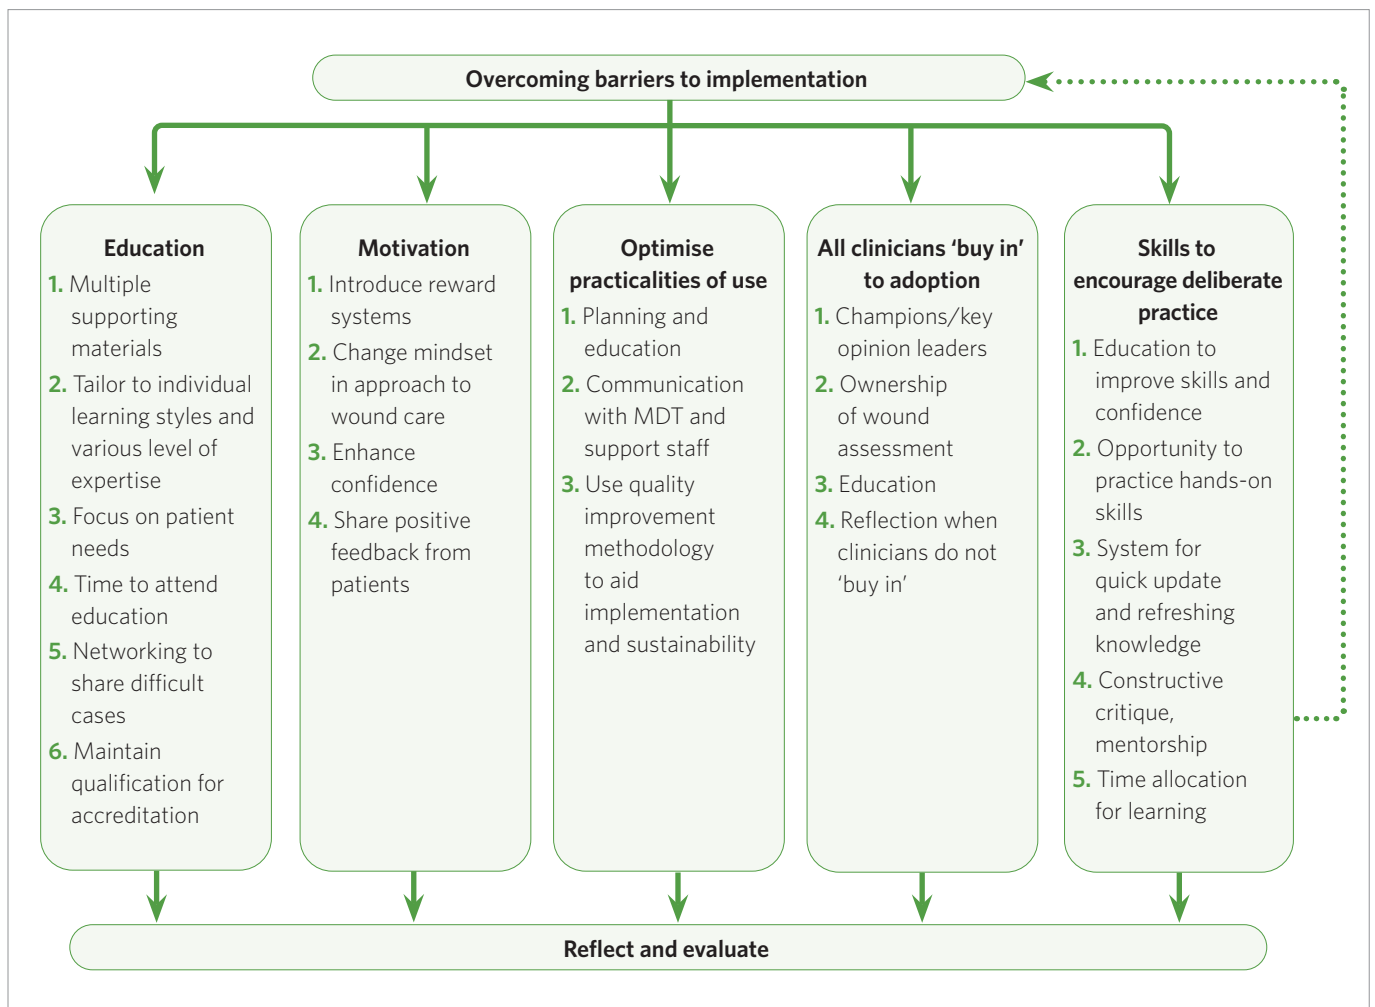 Overcoming barriers to implementation
Education
1. Multiple
supporting
materials
2. Tailor to individual
learning styles and
various level of
expertise
3. Focus on patient
needs
4. Time to attend
education
5. Networking to
share difficult
cases
6. Maintain
qualification for
accreditation
Motivation
1. Introduce reward
systems
2. Change mindset
in approach to
wound care
3. Enhance
confidence
4. Share positive
feedback from
patients
Optimise
practicalities of use
1. Planning and
education
2. Communication
with MDT and
support staff
3. Use quality
improvement
methodology
to aid
implementation
and sustainability
All clinicians ‘buy in’
to adoption
1. Champions/key
opinion leaders
2. Ownership
of wound
assessment
3. Education
4. Reflection when
clinicians do not
‘buy in’
Skills to
encourage deliberate
practice
1. Education to
improve skills and
confidence
2. Opportunity to
practice hands-on
skills
3. System for
quick update
and refreshing
knowledge
4. Constructive
critique,
mentorship
5. Time allocation
for learning
Reflect and evaluate